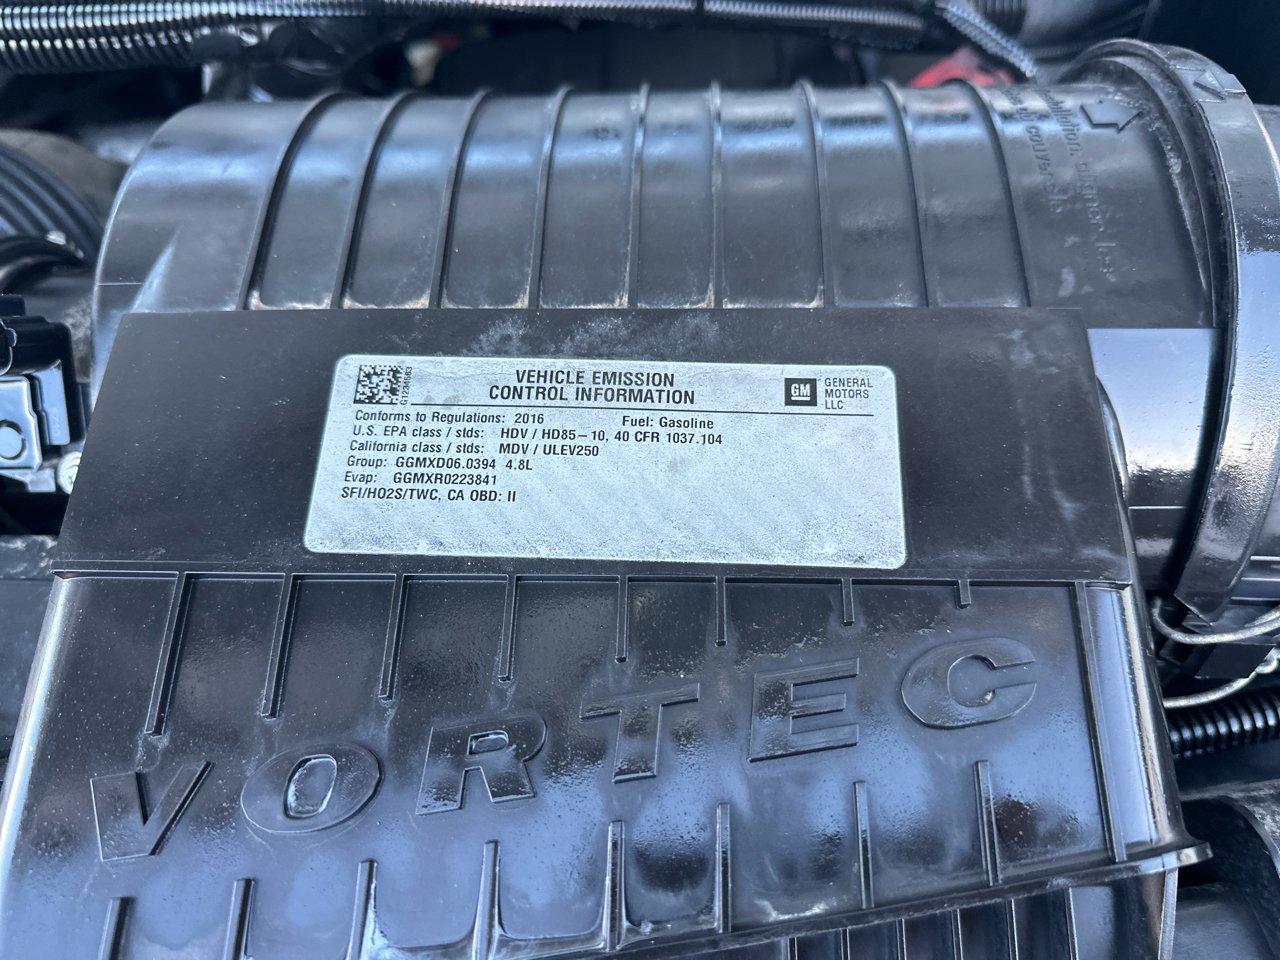 VEHICLE EMISSION
CONTROL INFORMATION
GM
GENERAL
MOTORS
LLC
Conforms to Regulations: 2016 Fuel: Gasoline
U.S. EPA class / stds: HDV / HD85-10, 40 CFR 1037.104
California class / stds: MDV / ULEV250
Group: GGMXD06.0394 4.8L
Evap: GGMXR0223841
SFI/HO2S/TWC, CA OBD: II
VORTEC